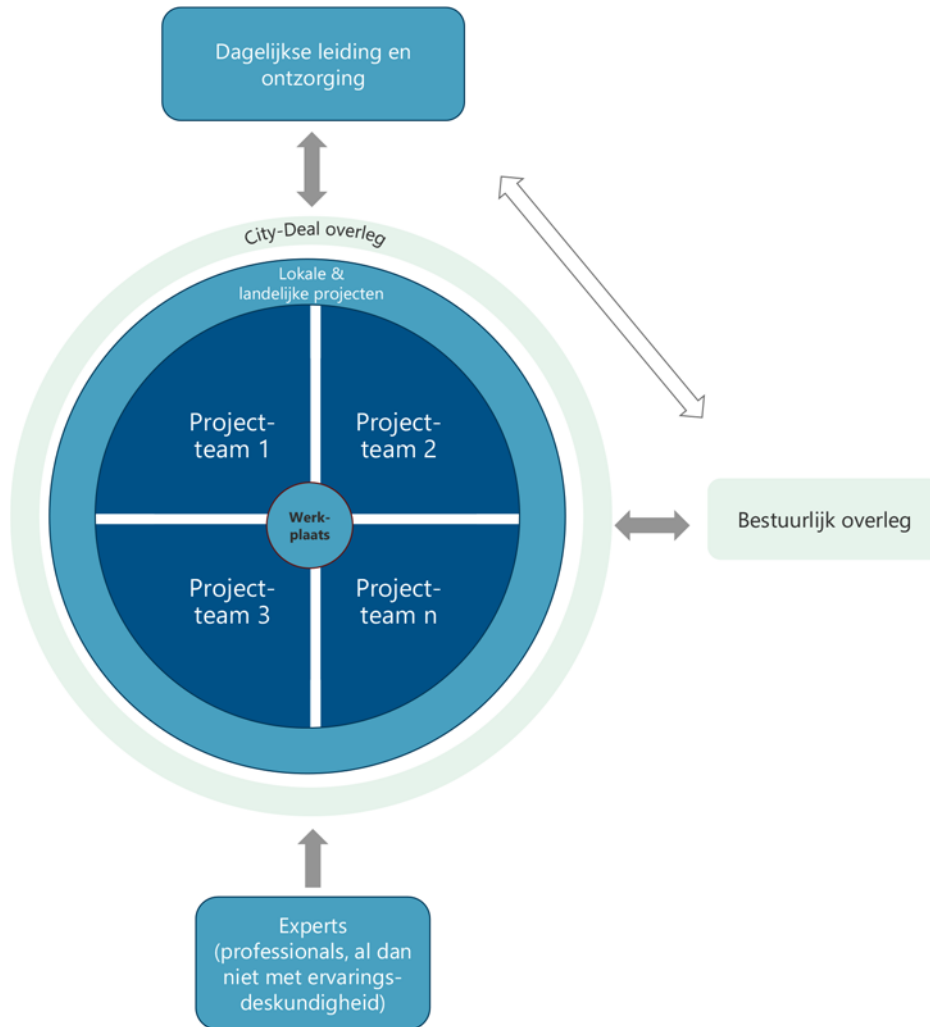 Dagelijkse leiding en
ontzorging
City-Deal overleg
Lokale &
landelijke projecten
Project-
team 1
Project-
team 2
Werk-
plaats
Bestuurlijk overleg
Project-
team 3
Project-
team n
Experts
(professionals, al dan
niet met ervarings-
deskundigheid)